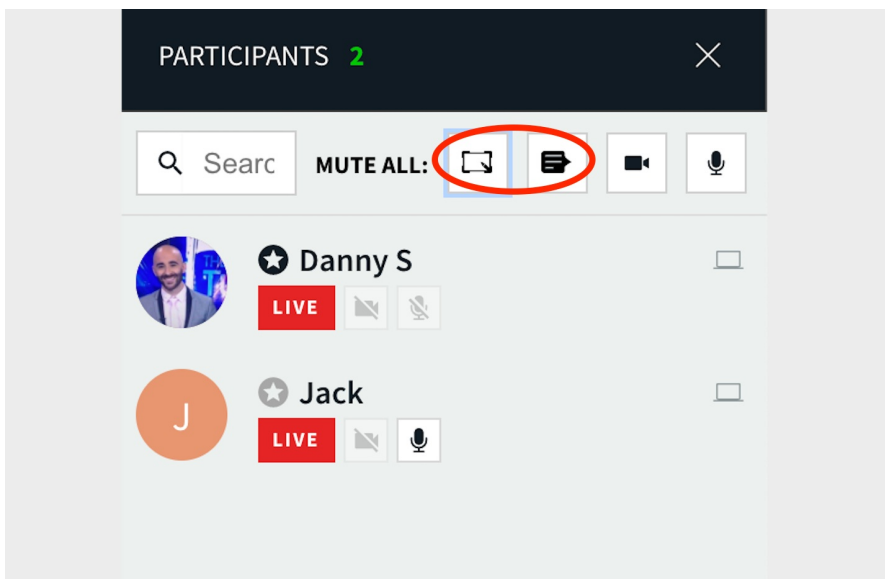 PARTICIPANTS 2
Searc MUTE ALL:
Danny S
LIVE
J
Jack
LIVE